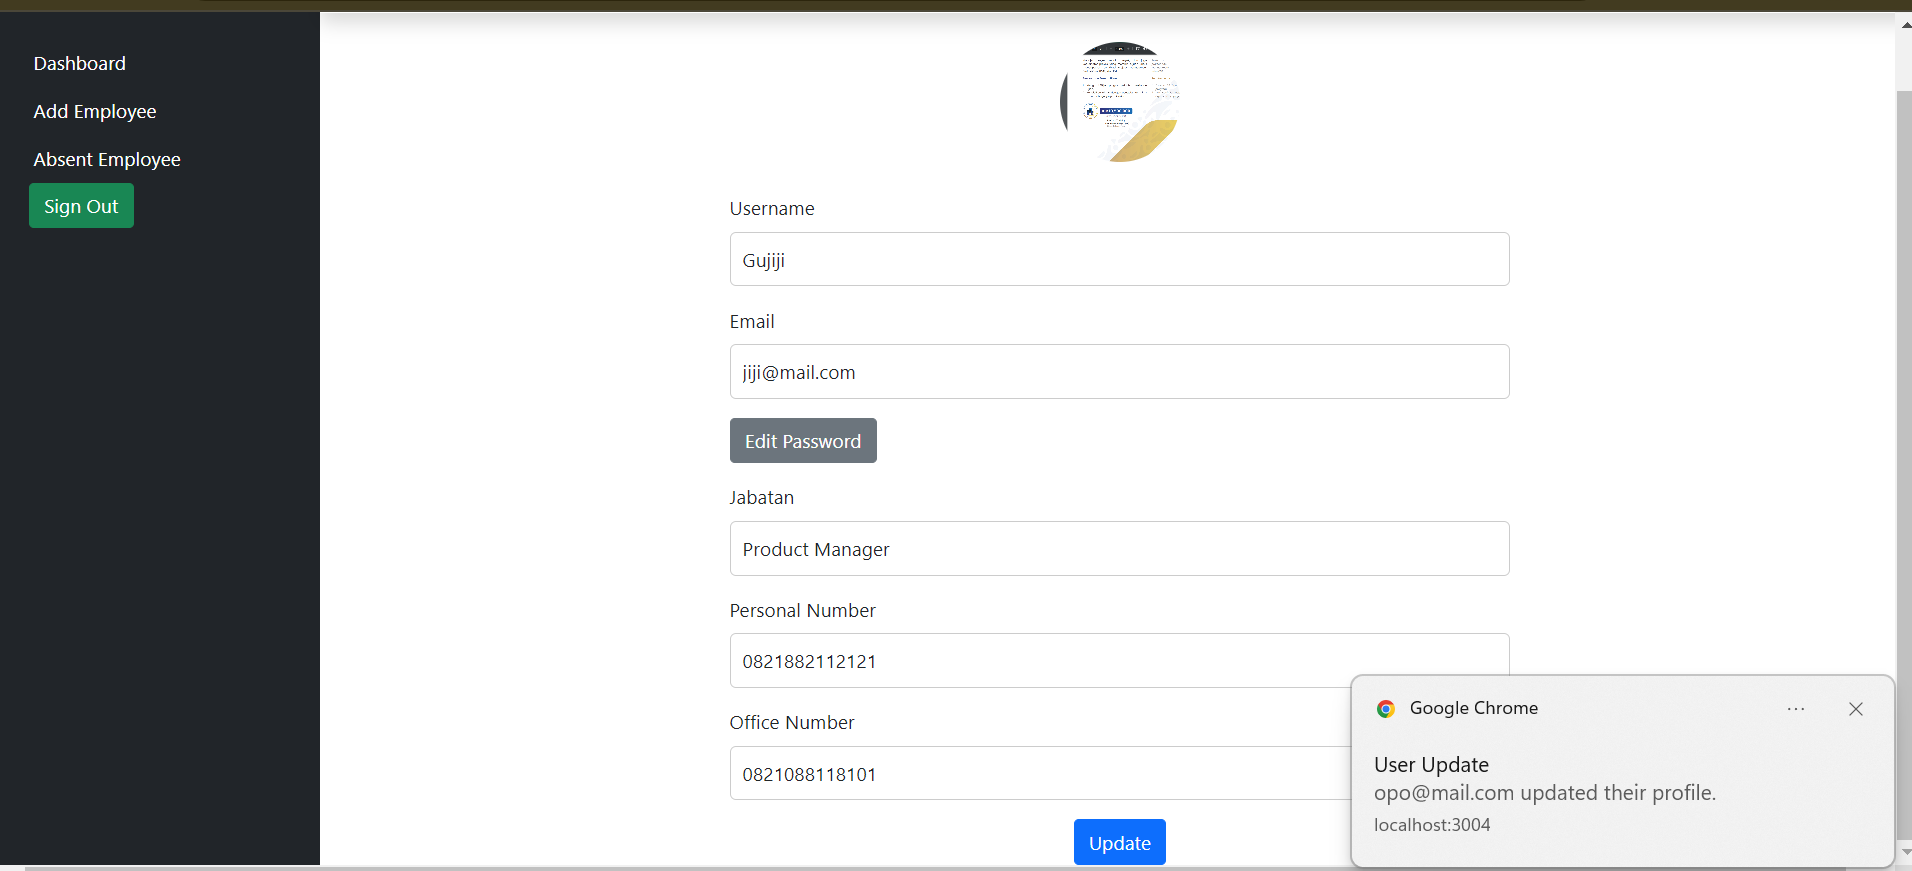 Dashboard
Add Employee
Absent Employee
Sign Out
Username
Gujiji
Email
jiji@mail.com
Edit Password
Jabatan
Product Manager
Personal Number
0821882112121
Office Number
0821088118101
Update
Google Chrome
User Update
opo@mail.com updated their profile.
localhost:3004